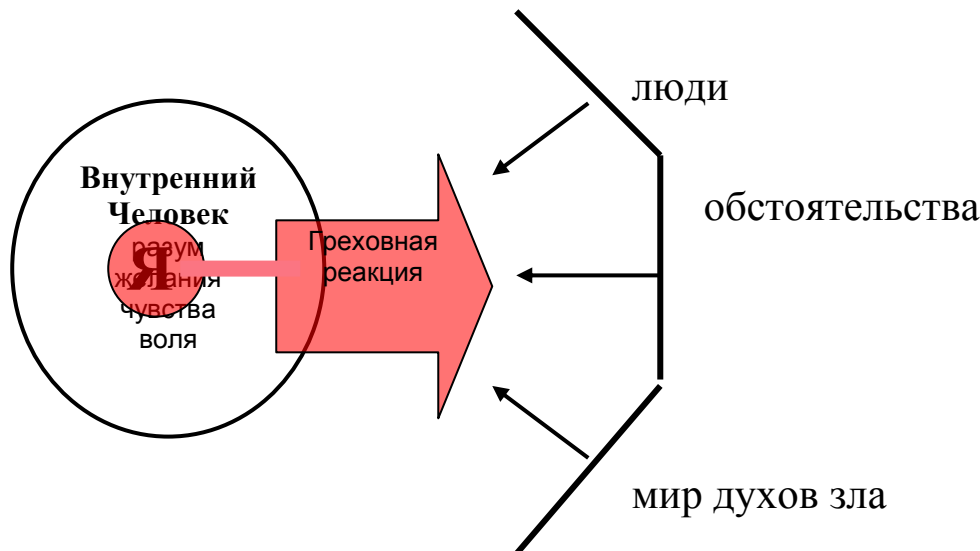 Внутренний
Человек
разум
Я
желания
чувства
воля
Греховная
реакция
люди
обстоятельства
мир духов зла